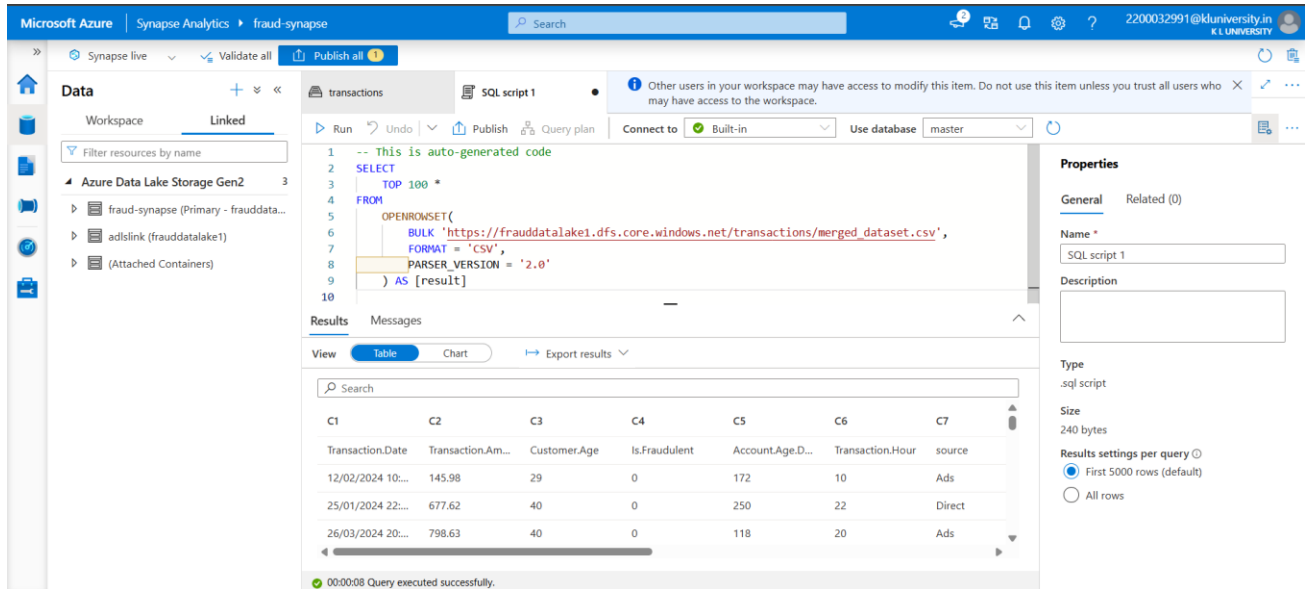 Microsoft Azure Synapse Analytics fraud-synapse Search 2 2200032991@kluniversity.in
K L UNIVERSITY
Synapse live Validate all Publish all 1
Data
Workspace Linked
Filter resources by name
Azure Data Lake Storage Gen2 3
fraud-synapse (Primary - frauddata...
adlslink (frauddatalake1)
(Attached Containers)
transactions SQL script 1
Other users in your workspace may have access to modify this item. Do not use this item unless you trust all users who
may have access to the workspace.
Run Undo Publish Query plan Connect to Built-in Use database master
1 -- This is auto-generated code
2 SELECT
3 TOP 100 *
4 FROM
5 OPENROWSET(
6 BULK 'https://frauddatalake1.dfs.core.windows.net/transactions/merged_dataset.csv',
7 FORMAT = 'CSV',
8 PARSER_VERSION = '2.0'
9 ) AS [result]
10
Results Messages
View Table Chart Export results
Search
C1 C2 C3 C4 C5 C6 C7
Transaction.Date Transaction.Am... Customer.Age Is.Fraudulent Account.Age.D... Transaction.Hour source
12/02/2024 10:... 145.98 29 0 172 10 Ads
25/01/2024 22:... 677.62 40 0 250 22 Direct
26/03/2024 20:... 798.63 40 0 118 20 Ads
00:00:08 Query executed successfully.
Properties
General Related (0)
Name *
SQL script 1
Description
Type
.sql script
Size
240 bytes
Results settings per query
First 5000 rows (default)
All rows